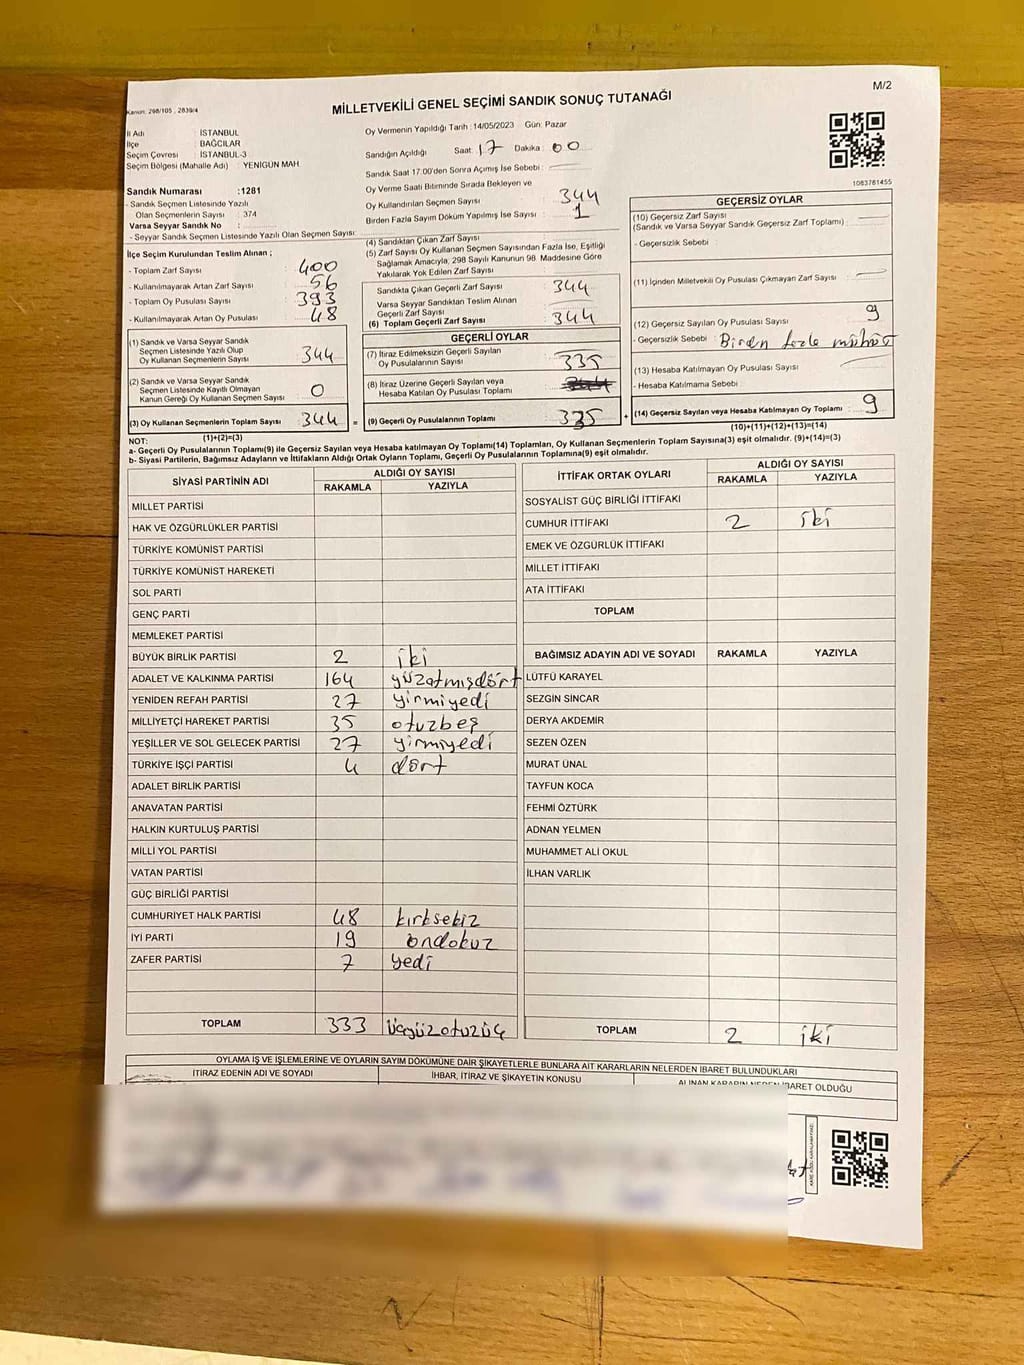 M/2
Kanun: 298/105 , 2839/4
MİLLETVEKİLİ GENEL SEÇİMİ SANDIK SONUÇ TUTANAĞI
İl Adı : İSTANBUL
İlçe : BAĞCILAR
Seçim Çevresi : İSTANBUL-3
Seçim Bölgesi (Mahalle Adı) : YENİGÜN MAH.
Sandık Numarası :1281
- Sandık Seçmen Listesinde Yazılı
Olan Seçmenlerin Sayısı : 374
Varsa Seyyar Sandık No :
- Seyyar Sandık Seçmen Listesinde Yazılı Olan Seçmen Sayısı:
İlçe Seçim Kurulundan Teslim Alınan ;
- Toplam Zarf Sayısı : 400
- Kullanılmayarak Artan Zarf Sayısı : 56
- Toplam Oy Pusulası Sayısı : 393
- Kullanılmayarak Artan Oy Pusulası : 48
Oy Vermenin Yapıldığı Tarih :14/05/2023 Gün: Pazar
Sandığın Açıldığı Saat: 17 Dakika : 00
Sandık Saat 17:00'den Sonra Açılmış İse Sebebi :
Oy Verme Saati Bitiminde Sırada Bekleyen ve
Oy Kullandırılan Seçmen Sayısı : 344
Birden Fazla Sayım Döküm Yapılmış İse Sayısı : 1
(4) Sandıktan Çıkan Zarf Sayısı :
(5) Zarf Sayısı Oy Kullanan Seçmen Sayısından Fazla İse, Eşitliği
Sağlamak Amacıyla, 298 Sayılı Kanunun 98. Maddesine Göre
Yakılarak Yok Edilen Zarf Sayısı :
Sandıkta Çıkan Geçerli Zarf Sayısı : 344
Varsa Seyyar Sandıktan Teslim Alınan
Geçerli Zarf Sayısı :
(6) Toplam Geçerli Zarf Sayısı : 344
1083761455
GEÇERSİZ OYLAR
(10) Geçersiz Zarf Sayısı :
(Sandık ve Varsa Seyyar Sandık Geçersiz Zarf Toplamı)
- Geçersizlik Sebebi :
(11) İçinden Milletvekili Oy Pusulası Çıkmayan Zarf Sayısı :
(12) Geçersiz Sayılan Oy Pusulası Sayısı : 9
- Geçersizlik Sebebi : Birden fazla mühür
(13) Hesaba Katılmayan Oy Pusulası Sayısı :
- Hesaba Katılmama Sebebi :
(14) Geçersiz Sayılan veya Hesaba Katılmayan Oy Toplamı : 9
(10)+(11)+(12)+(13)=(14)
(1) Sandık ve Varsa Seyyar Sandık
Seçmen Listesinde Yazılı Olup
Oy Kullanan Seçmenlerin Sayısı : 344
(2) Sandık ve Varsa Seyyar Sandık
Seçmen Listesinde Kayıtlı Olmayan
Kanun Gereği Oy Kullanan Seçmen Sayısı : 0
(3) Oy Kullanan Seçmenlerin Toplam Sayısı : 344
(1)+(2)=(3)
=
GEÇERLİ OYLAR
(7) İtiraz Edilmeksizin Geçerli Sayılan
Oy Pusulalarının Sayısı : 335
(8) İtiraz Üzerine Geçerli Sayılan veya
Hesaba Katılan Oy Pusulası Toplamı :
(9) Geçerli Oy Pusulalarının Toplamı : 335
+
NOT:
a- Geçerli Oy Pusulalarının Toplamı(9) ile Geçersiz Sayılan veya Hesaba katılmayan Oy Toplamı(14) Toplamları, Oy Kullanan Seçmenlerin Toplam Sayısına(3) eşit olmalıdır. (9)+(14)=(3)
b- Siyasi Partilerin, Bağımsız Adayların ve İttifakların Aldığı Ortak Oyların Toplamı, Geçerli Oy Pusulalarının Toplamına(9) eşit olmalıdır.
SİYASİ PARTİNİN ADI ALDIĞI OY SAYISI
RAKAMLA YAZIYLA
MİLLET PARTİSİ
HAK VE ÖZGÜRLÜKLER PARTİSİ
TÜRKİYE KOMÜNİST PARTİSİ
TÜRKİYE KOMÜNİST HAREKETİ
SOL PARTİ
GENÇ PARTİ
MEMLEKET PARTİSİ
BÜYÜK BİRLİK PARTİSİ 2 iki
ADALET VE KALKINMA PARTİSİ 164 yüzatmışdört
YENİDEN REFAH PARTİSİ 27 yirmiyedi
MİLLİYETÇİ HAREKET PARTİSİ 35 otuzbeş
YEŞİLLER VE SOL GELECEK PARTİSİ 27 yirmiyedi
TÜRKİYE İŞÇİ PARTİSİ 4 dört
ADALET BİRLİK PARTİSİ
ANAVATAN PARTİSİ
HALKIN KURTULUŞ PARTİSİ
MİLLİ YOL PARTİSİ
VATAN PARTİSİ
GÜÇ BİRLİĞİ PARTİSİ
CUMHURİYET HALK PARTİSİ 48 kırksekiz
İYİ PARTİ 19 ondokuz
ZAFER PARTİSİ 7 yedi
TOPLAM 333 üçyüzotuzüç
İTTİFAK ORTAK OYLARI ALDIĞI OY SAYISI
RAKAMLA YAZIYLA
SOSYALİST GÜÇ BİRLİĞİ İTTİFAKI
CUMHUR İTTİFAKI 2 iki
EMEK VE ÖZGÜRLÜK İTTİFAKI
MİLLET İTTİFAKI
ATA İTTİFAKI
TOPLAM
BAĞIMSIZ ADAYIN ADI VE SOYADI RAKAMLA YAZIYLA
LÜTFÜ KARAYEL
SEZGİN SİNCAR
DERYA AKDEMİR
SEZEN ÖZEN
MURAT ÜNAL
TAYFUN KOCA
FEHMİ ÖZTÜRK
ADNAN YELMEN
MUHAMMET ALİ OKUL
İLHAN VARLIK
TOPLAM 2 iki
OYLAMA İŞ VE İŞLEMLERİNE VE OYLARIN SAYIM DÖKÜMÜNE DAİR ŞİKAYETLERLE BUNLARA AİT KARARLARIN NELERDEN İBARET BULUNDUKLARI
İTİRAZ EDENİN ADI VE SOYADI İHBAR, İTİRAZ VE ŞİKAYETİN KONUSU ALINAN KARARIN NEDEN İBARET OLDUĞU